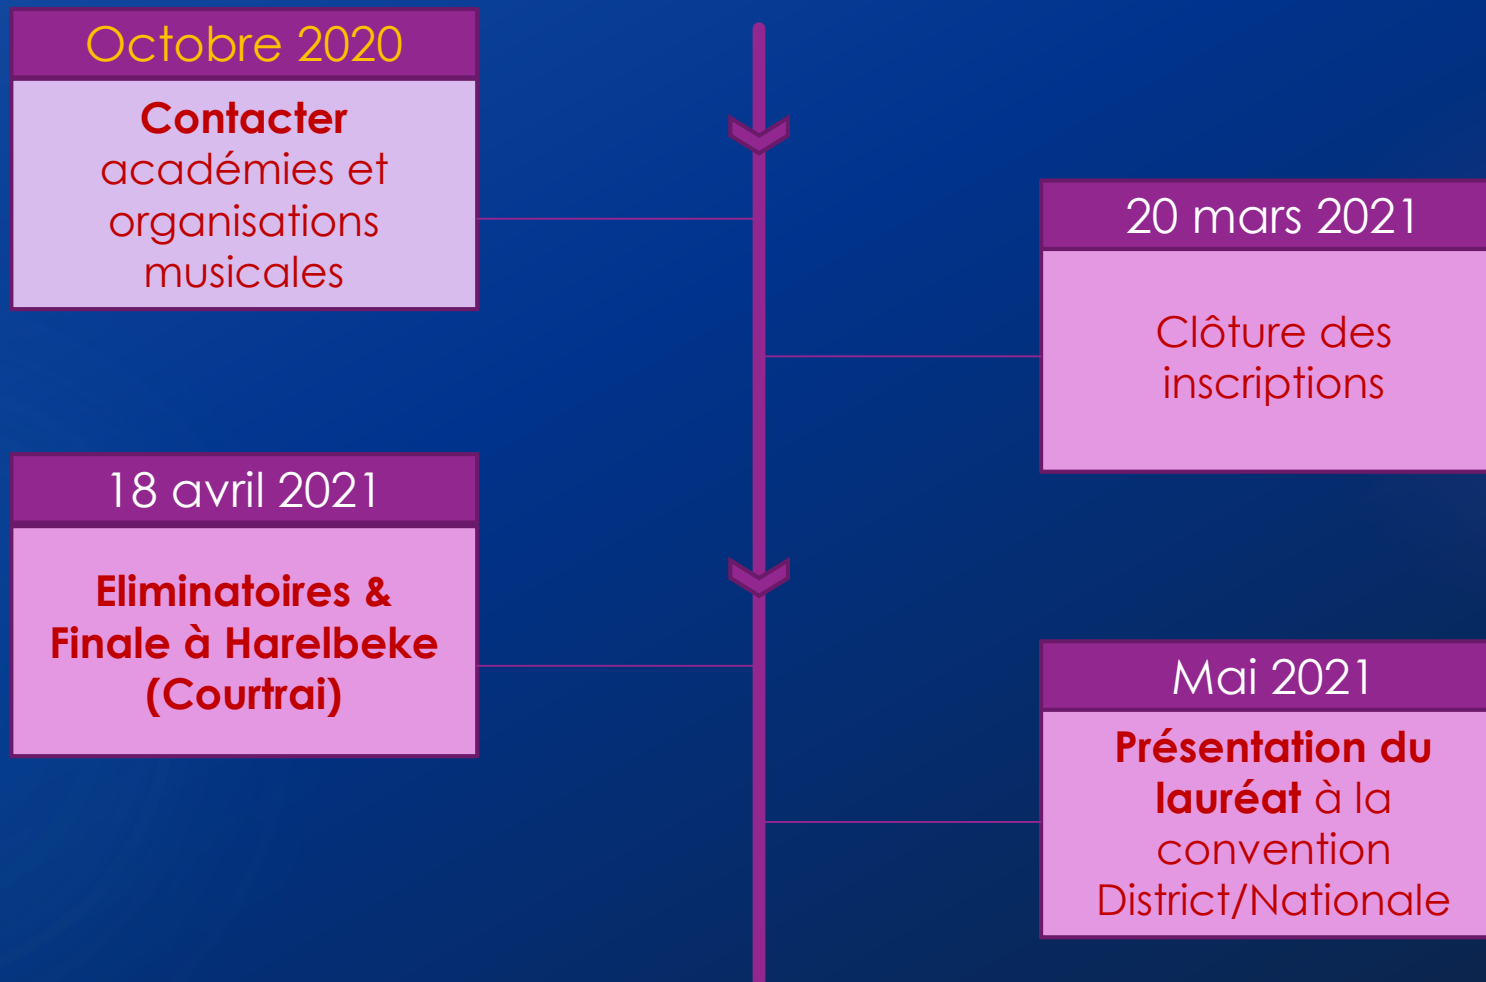 Octobre 2020
Contacter
académies et
organisations
musicales
20 mars 2021
Clôture des
inscriptions
18 avril 2021
Eliminatoires &
Finale à Harelbeke
(Courtrai)
Mai 2021
Présentation du
lauréat à la
convention
District/Nationale